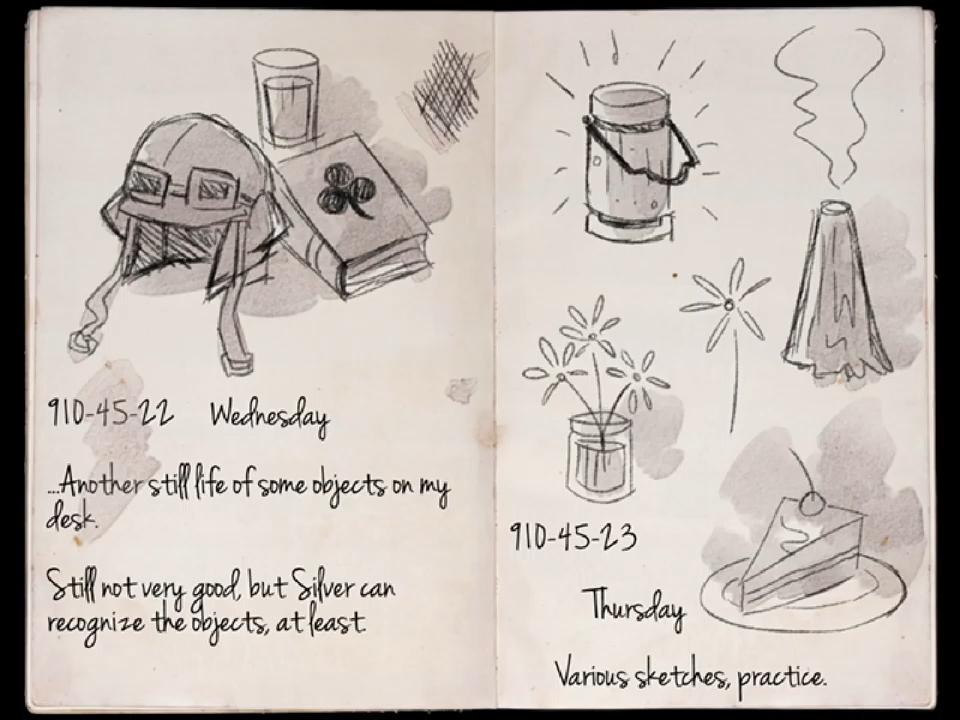 910-45-22 Wednesday
...Another still life of some objects on my
desk.
Still not very good, but Silver can
recognize the objects, at least.
910-45-23
Thursday
Various sketches, practice.